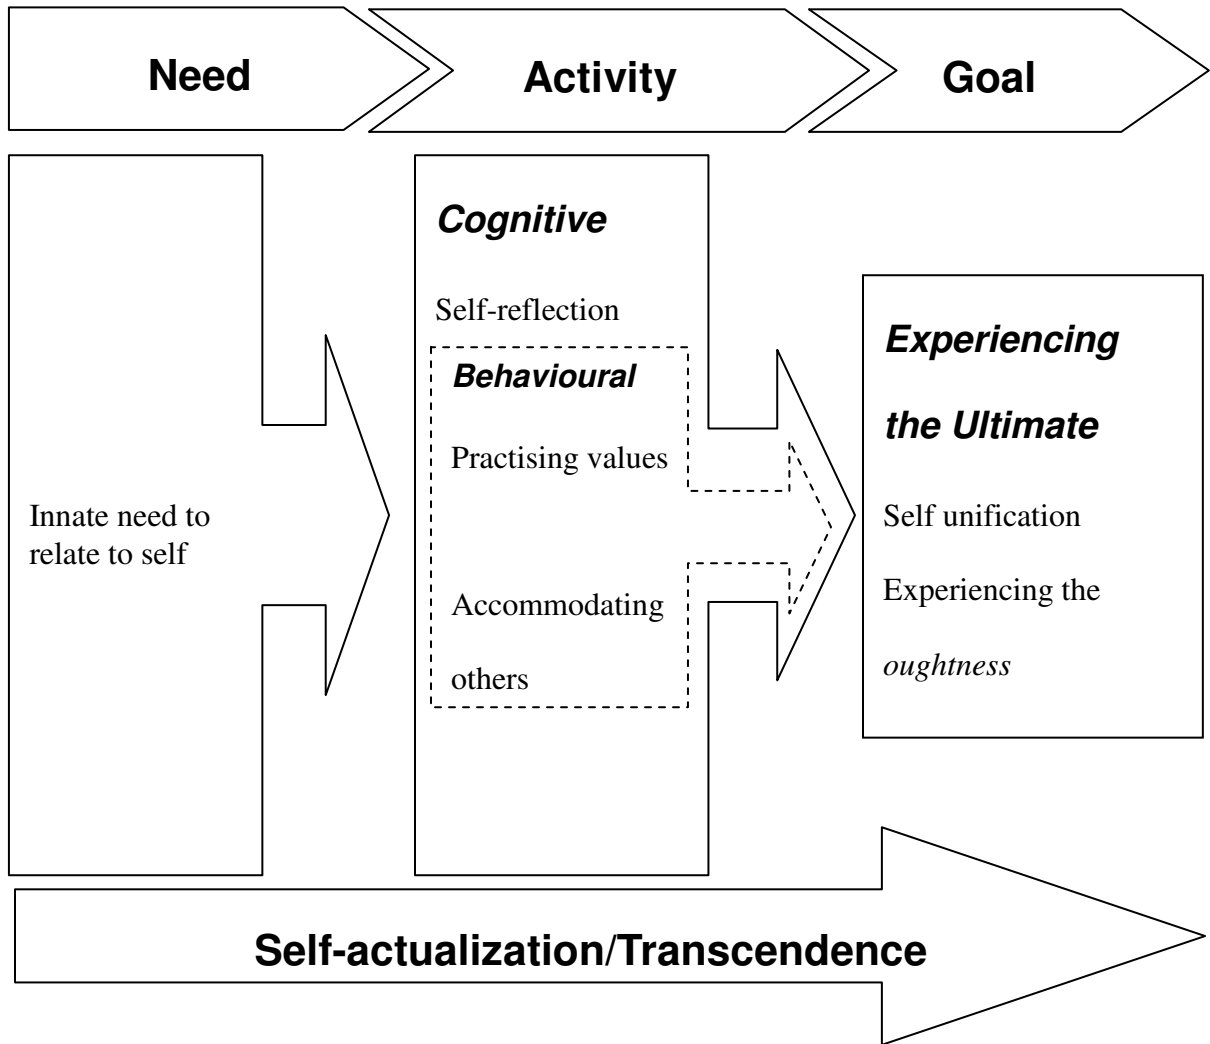 Need
Activity
Goal
Innate need to
relate to self
Cognitive
Self-reflection
Behavioural
Practising values
Accommodating
others
Experiencing
the Ultimate
Self unification
Experiencing the
oughtness
Self-actualization/Transcendence